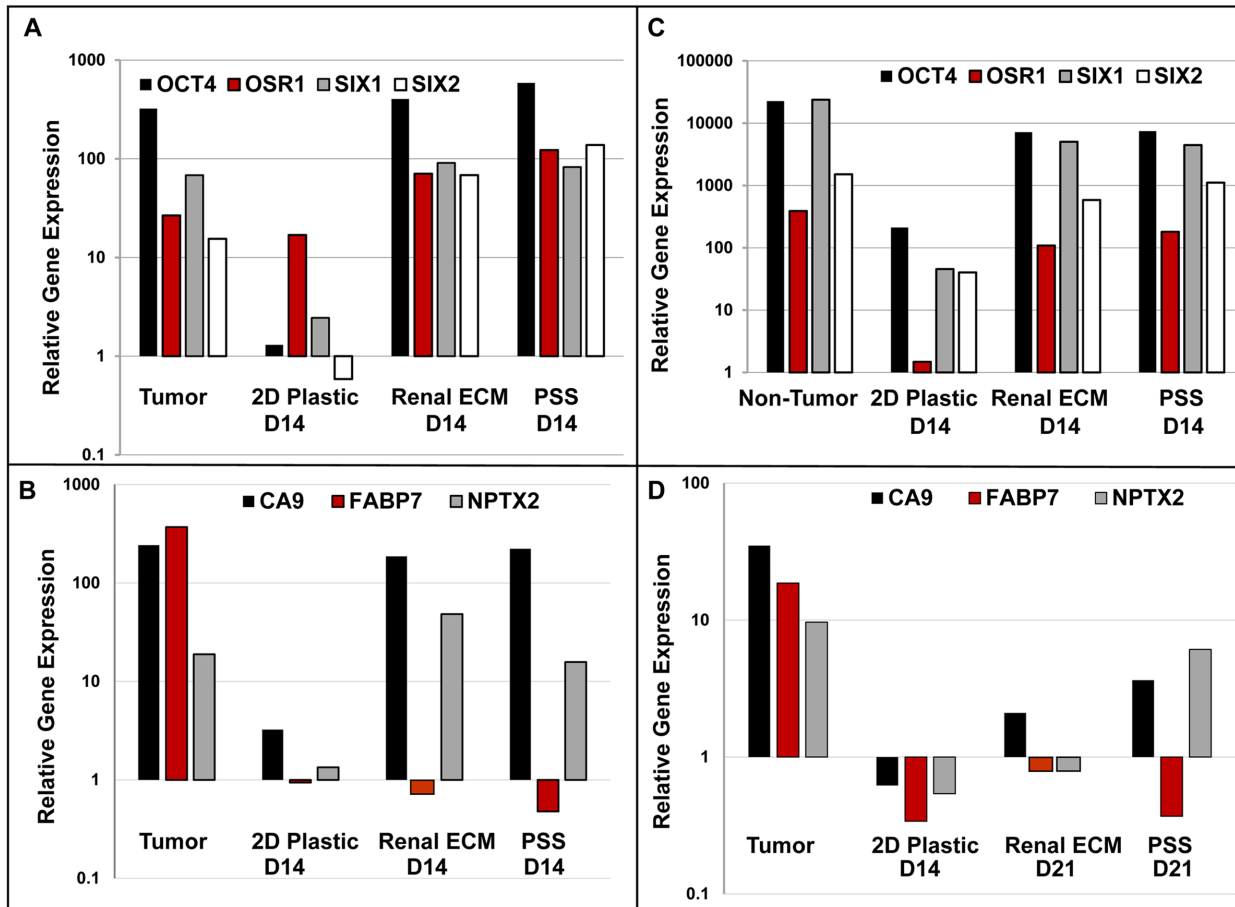 A
Relative Gene Expression
1000
100
10
1
0.1
OCT4 OSR1 SIX1 SIX2
Tumor 2D Plastic Renal ECM PSS
D14 D14 D14
C
Relative Gene Expression
100000
10000
1000
100
10
1
OCT4 OSR1 SIX1 SIX2
Non-Tumor 2D Plastic Renal ECM PSS
D14 D14 D14
B
Relative Gene Expression
1000
100
10
1
0.1
CA9 FABP7 NPTX2
Tumor 2D Plastic Renal ECM PSS
D14 D14 D14
D
Relative Gene Expression
100
10
1
0.1
CA9 FABP7 NPTX2
Tumor 2D Plastic Renal ECM PSS
D14 D21 D21